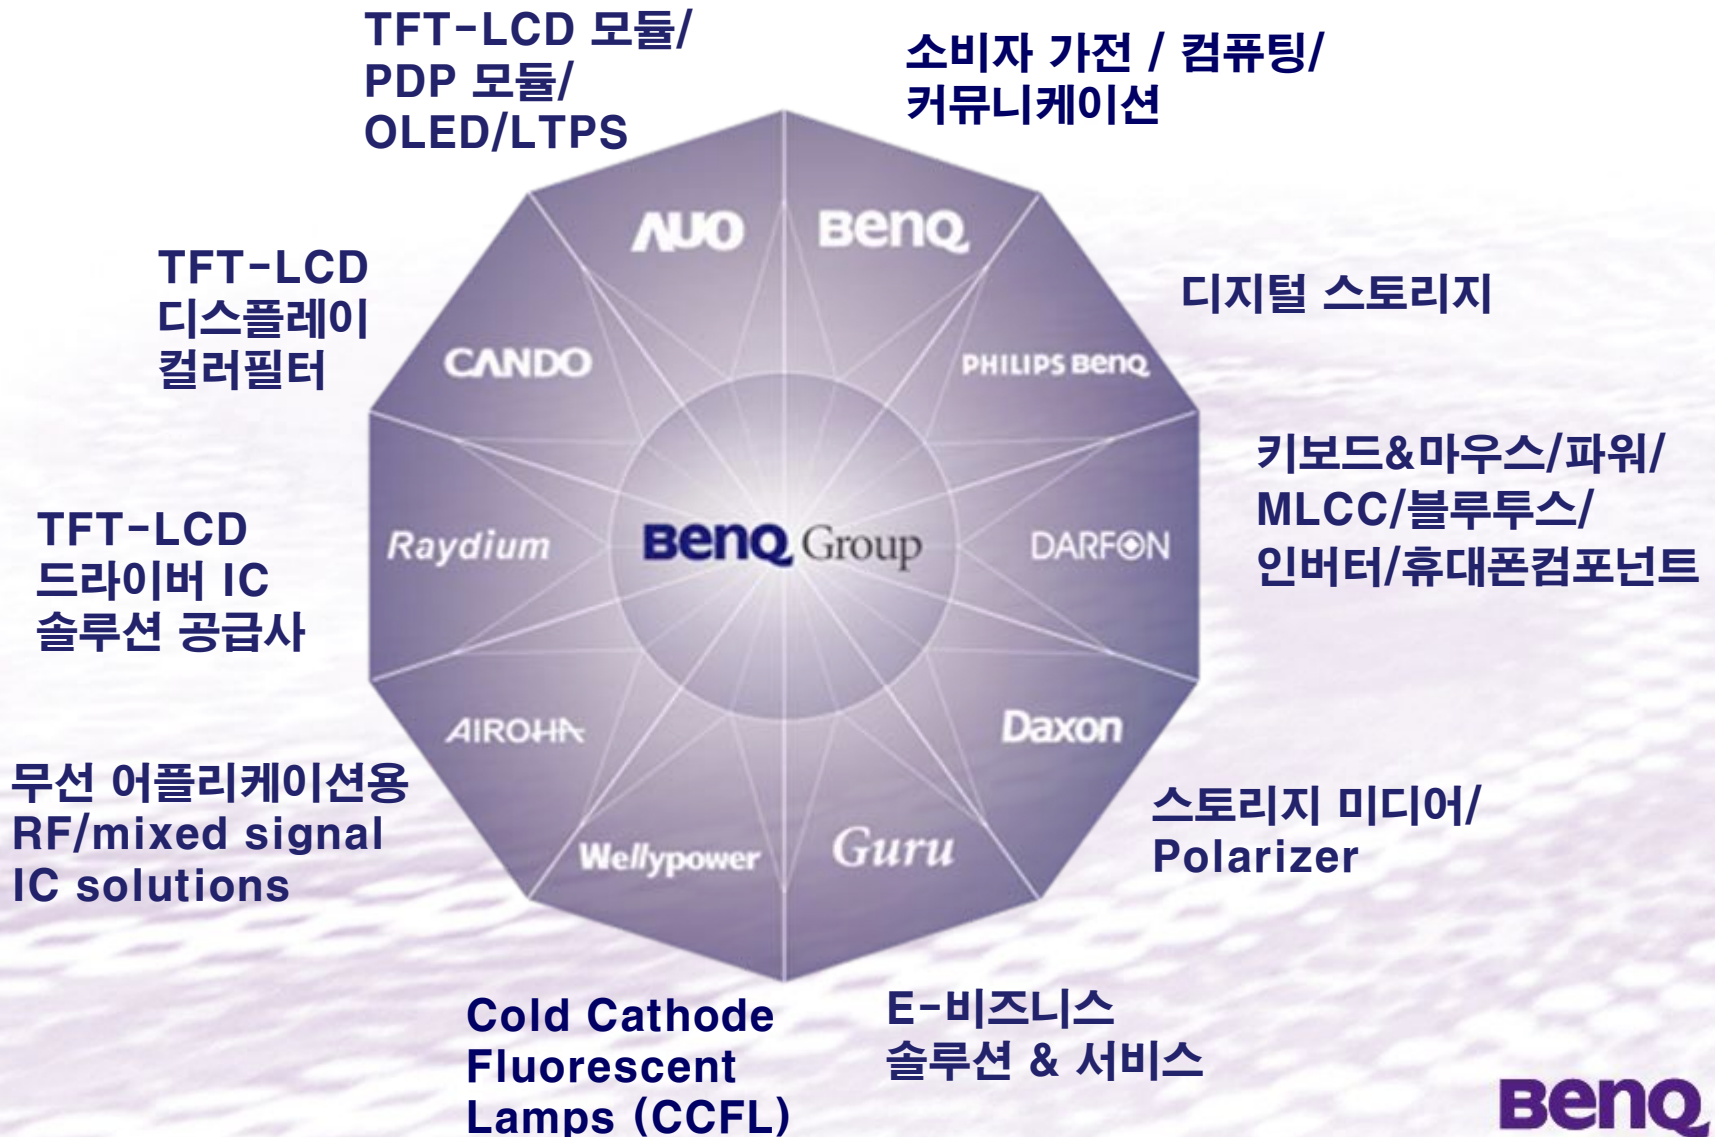 TFT-LCD 모듈/
PDP 모듈/
OLED/LTPS
소비자 가전 / 컴퓨팅/
커뮤니케이션
AUO
BenQ
TFT-LCD
디스플레이
컬러필터
CANDO
PHILIPS BenQ
디지털 스토리지
TFT-LCD
드라이버 IC
솔루션 공급사
Raydium
BenQ Group
DARFON
키보드&마우스/파워/
MLCC/블루투스/
인버터/휴대폰컴포넌트
AIROHA
Daxon
무선 어플리케이션용
RF/mixed signal
IC solutions
Wellypower
Guru
스토리지 미디어/
Polarizer
Cold Cathode
Fluorescent
Lamps (CCFL)
E-비즈니스
솔루션 & 서비스
BenQ